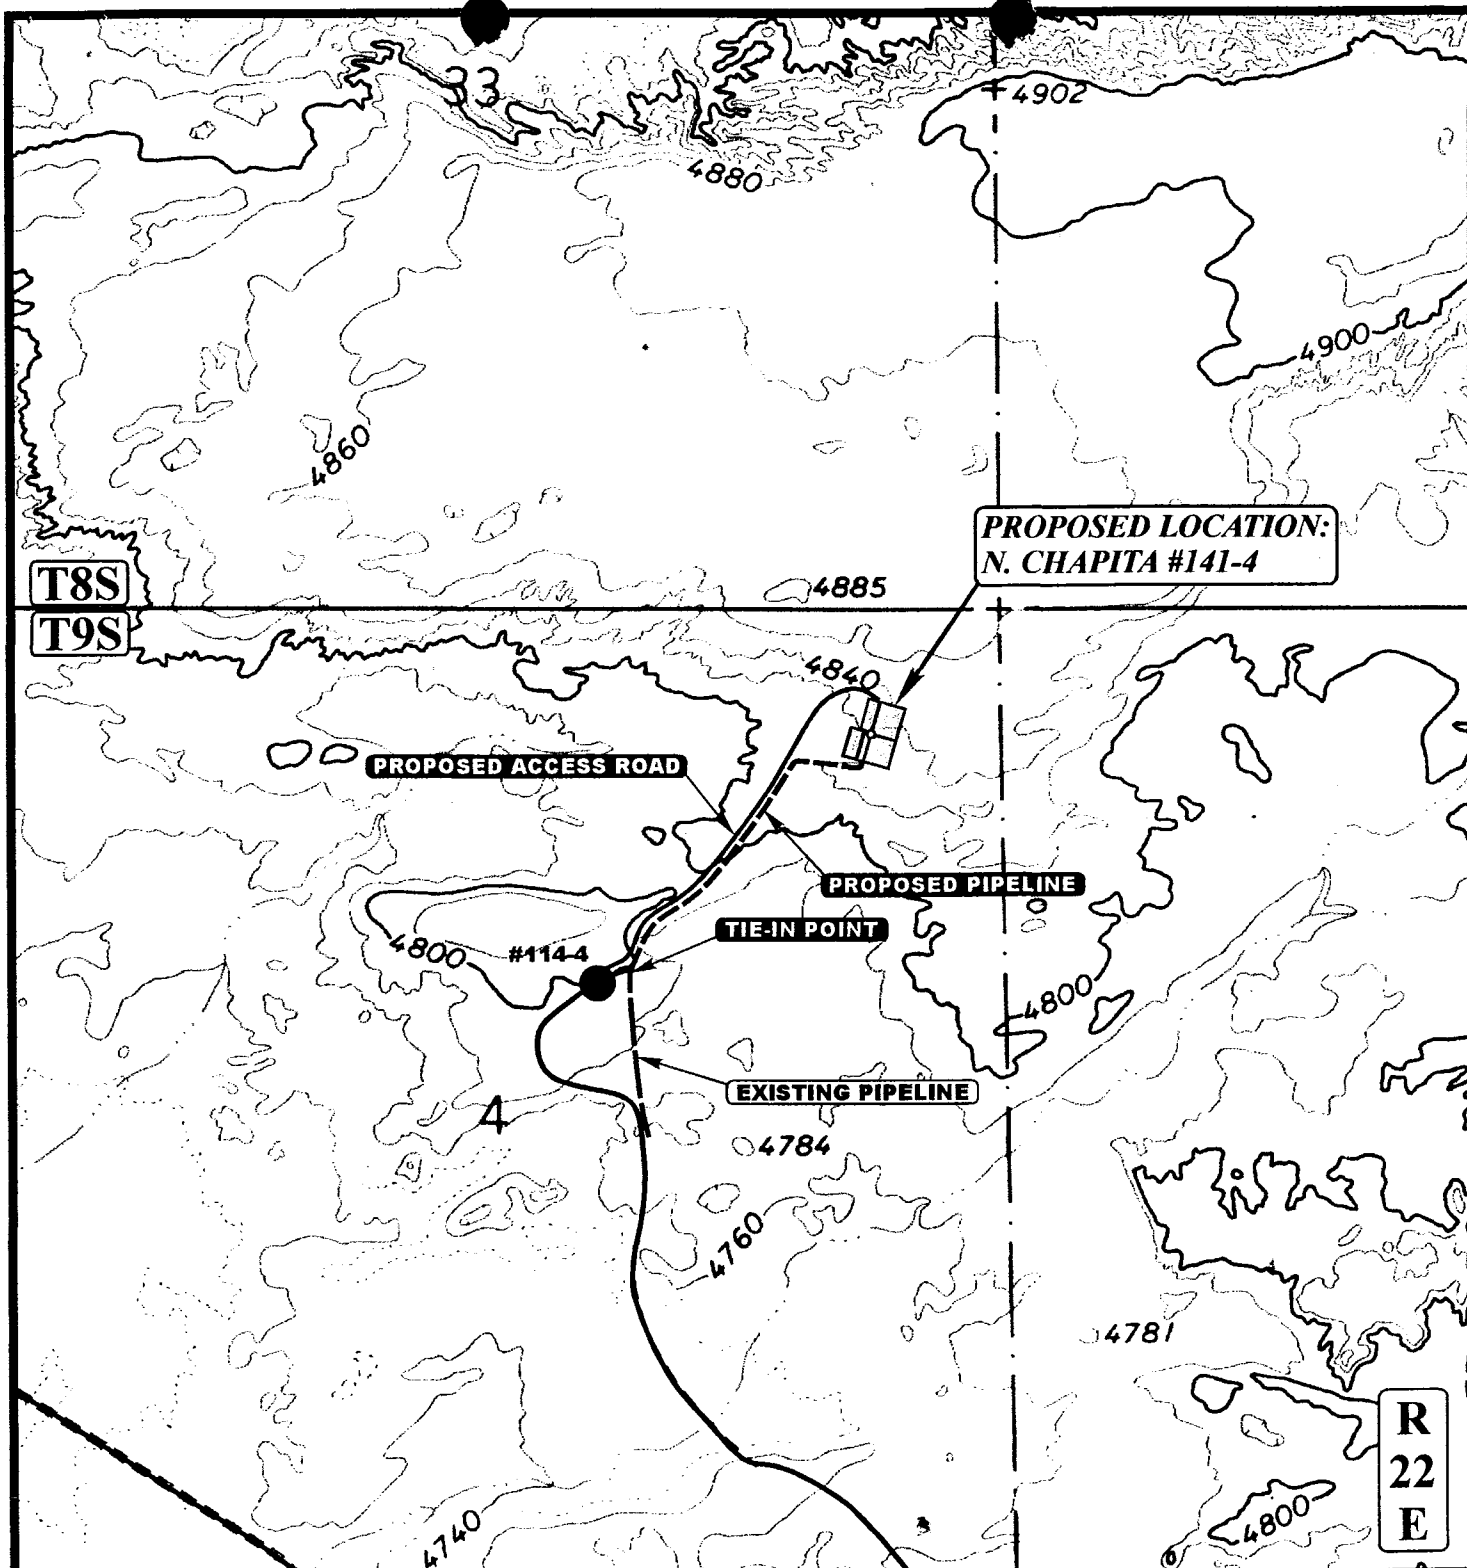 33
4902
4880
4900
4860
PROPOSED LOCATION:
N. CHAPITA #141-4
T8S
4885
T9S
4840
PROPOSED ACCESS ROAD
PROPOSED PIPELINE
TIE-IN POINT
4800
#114-4
4800
EXISTING PIPELINE
4
4784
4760
4781
R
22
E
4800
4740